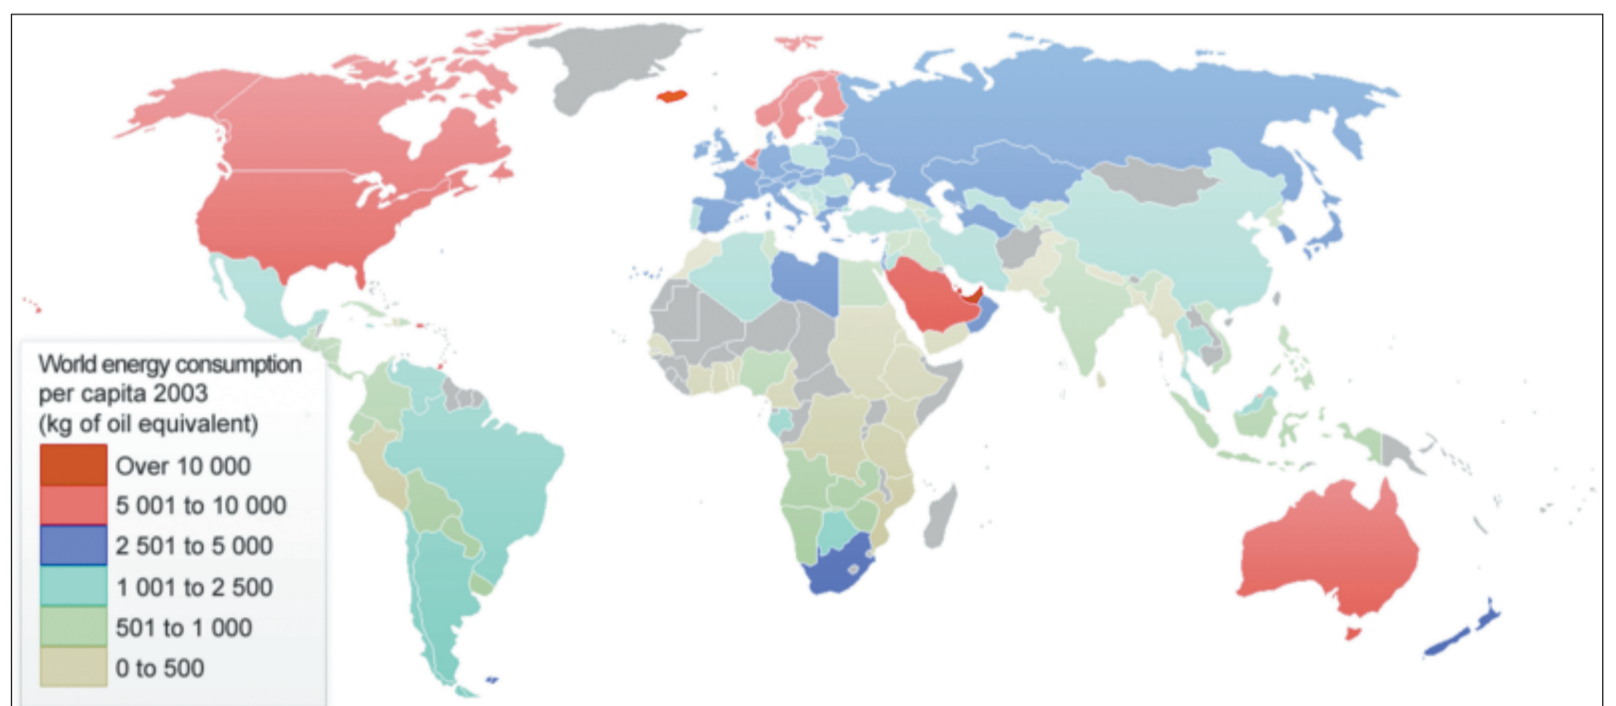 World energy consumption
per capita 2003
(kg of oil equivalent)
Over 10 000
5 001 to 10 000
2 501 to 5 000
1 001 to 2 500
501 to 1 000
0 to 500